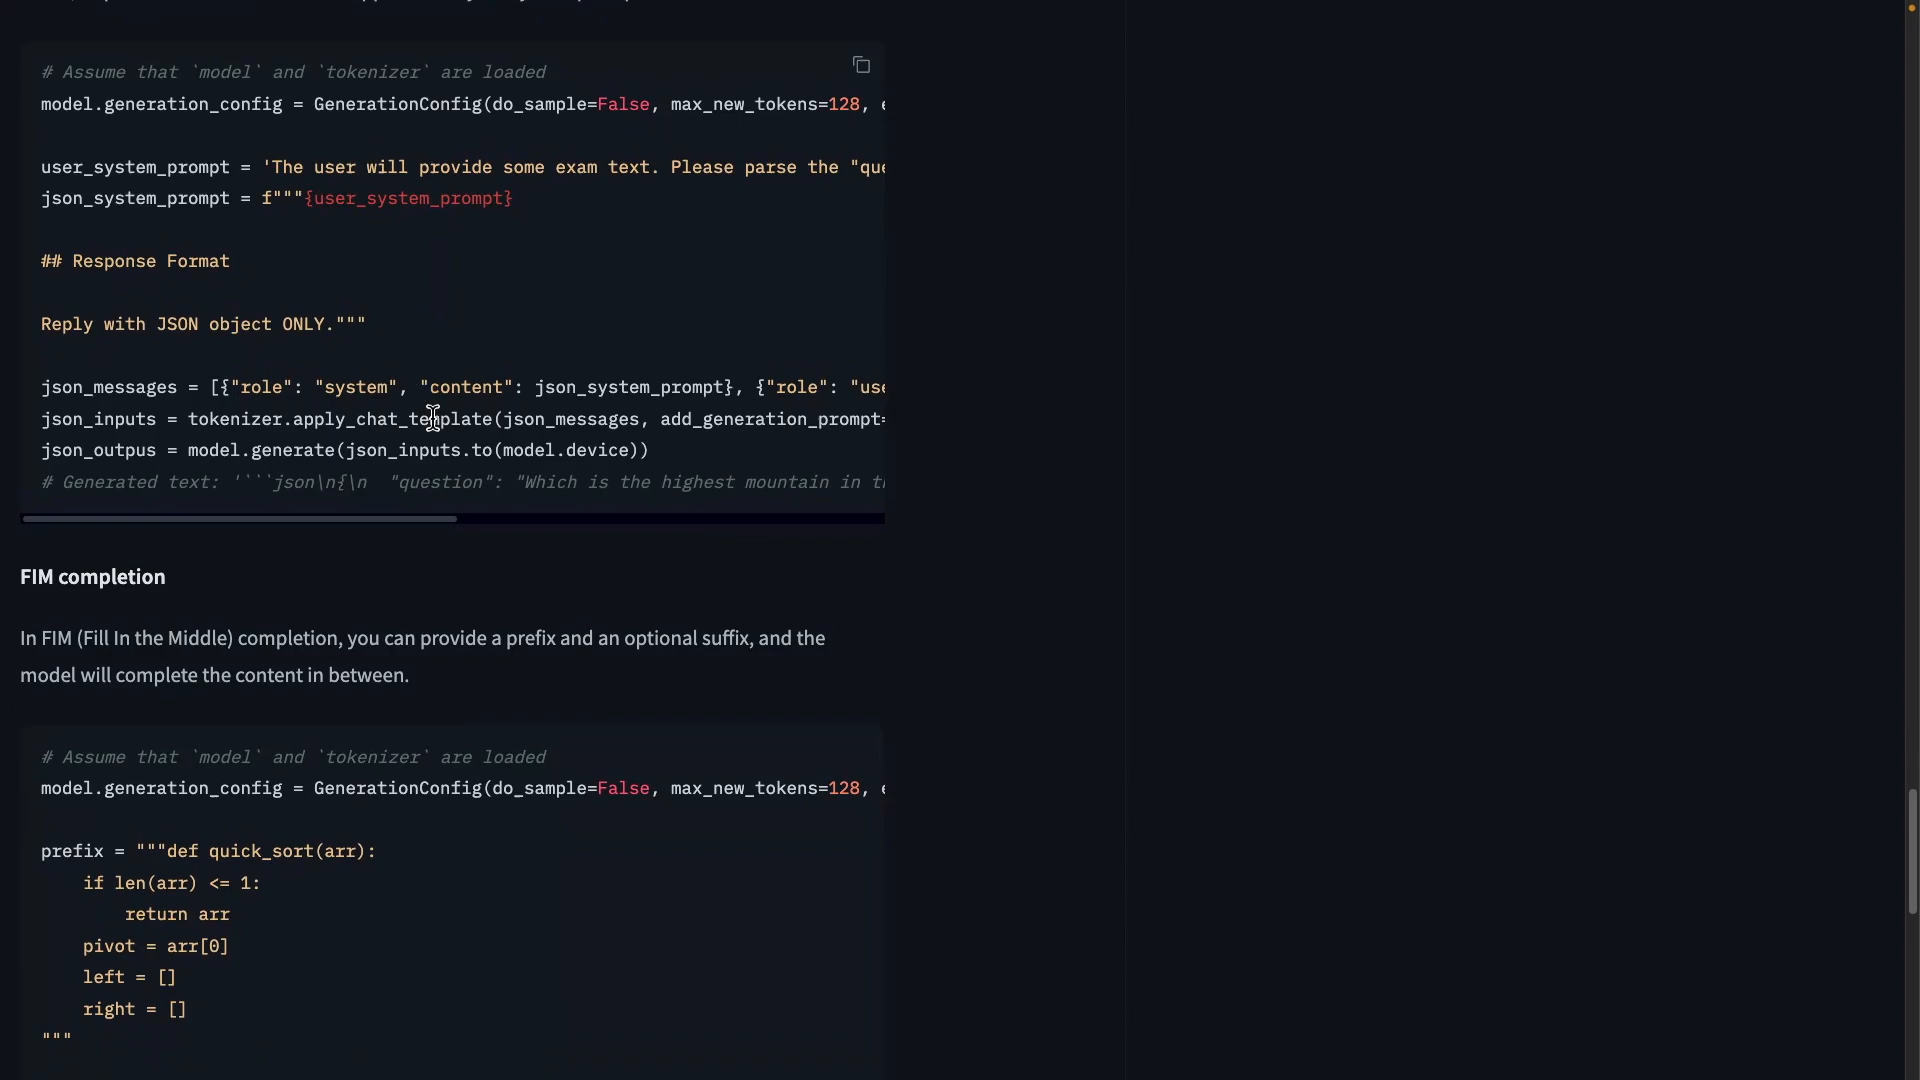 # Assume that `model` and `tokenizer` are loaded
model.generation_config = GenerationConfig(do_sample=False, max_new_tokens=128,
user_system_prompt = 'The user will provide some exam text. Please parse the "que
json_system_prompt = f"""{user_system_prompt}
## Response Format
Reply with JSON object ONLY."""
json_messages = [{"role": "system", "content": json_system_prompt}, {"role": "use
json_inputs = tokenizer.apply_chat_template(json_messages, add_generation_prompt=
json_outpus = model.generate(json_inputs.to(model.device))
# Generated text: '```json\n{\n  "question": "Which is the highest mountain in
FIM completion
In FIM (Fill In the Middle) completion, you can provide a prefix and an optional suffix, and the
model will complete the content in between.
# Assume that `model` and `tokenizer` are loaded
model.generation_config = GenerationConfig(do_sample=False, max_new_tokens=128,
prefix = """def quick_sort(arr):
    if len(arr) <= 1:
        return arr
    pivot = arr[0]
    left = []
    right = []
"""